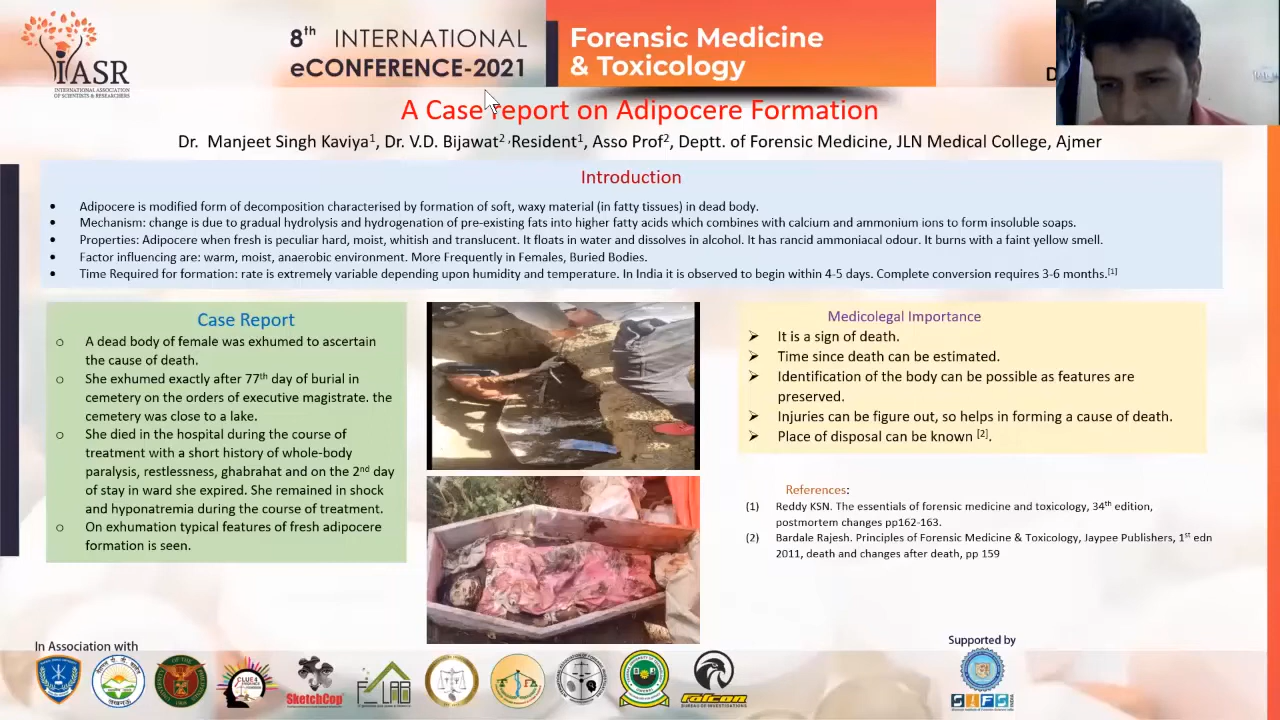 8th INTERNATIONAL
eCONFERENCE-2021
Forensic Medicine
& Toxicology
IASR
INTERNATIONAL ASSOCIATION
OF SCIENTISTS & RESEARCHERS
D
A Case report on Adipocere Formation
Dr. Manjeet Singh Kaviya1, Dr. V.D. Bijawat2 ,Resident1, Asso Prof2, Deptt. of Forensic Medicine, JLN Medical College, Ajmer
Introduction
• Adipocere is modified form of decomposition characterised by formation of soft, waxy material (in fatty tissues) in dead body.
• Mechanism: change is due to gradual hydrolysis and hydrogenation of pre-existing fats into higher fatty acids which combines with calcium and ammonium ions to form insoluble soaps.
• Properties: Adipocere when fresh is peculiar hard, moist, whitish and translucent. It floats in water and dissolves in alcohol. It has rancid ammoniacal odour. It burns with a faint yellow smell.
• Factor influencing are: warm, moist, anaerobic environment. More Frequently in Females, Buried Bodies.
• Time Required for formation: rate is extremely variable depending upon humidity and temperature. In India it is observed to begin within 4-5 days. Complete conversion requires 3-6 months.[1]
Case Report
o A dead body of female was exhumed to ascertain
the cause of death.
o She exhumed exactly after 77th day of burial in
cemetery on the orders of executive magistrate. the
cemetery was close to a lake.
o She died in the hospital during the course of
treatment with a short history of whole-body
paralysis, restlessness, ghabrahat and on the 2nd day
of stay in ward she expired. She remained in shock
and hyponatremia during the course of treatment.
o On exhumation typical features of fresh adipocere
formation is seen.
Medicolegal Importance
➢ It is a sign of death.
➢ Time since death can be estimated.
➢ Identification of the body can be possible as features are
preserved.
➢ Injuries can be figure out, so helps in forming a cause of death.
➢ Place of disposal can be known [2].
References:
(1) Reddy KSN. The essentials of forensic medicine and toxicology, 34th edition,
postmortem changes pp162-163.
(2) Bardale Rajesh. Principles of Forensic Medicine & Toxicology, Jaypee Publishers, 1st edn
2011, death and changes after death, pp 159
In Association with
Supported by
CLUE4
SketchCop
F-LAB
Falcon
BUREAU OF INVESTIGATIONS
SIFS